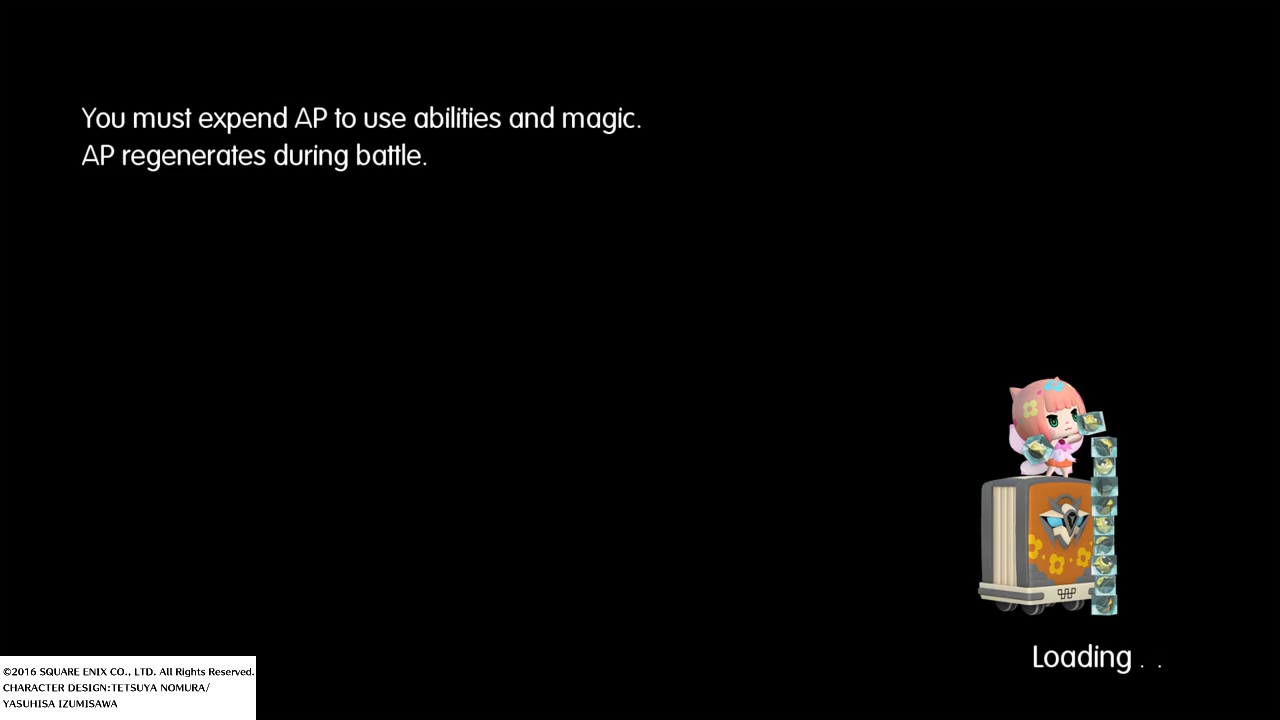 You must expend AP to use abilities and magic.
AP regenerates during battle.
Loading . .
©2016 SQUARE ENIX CO., LTD. All Rights Reserved.
CHARACTER DESIGN:TETSUYA NOMURA/
YASUHISA IZUMISAWA